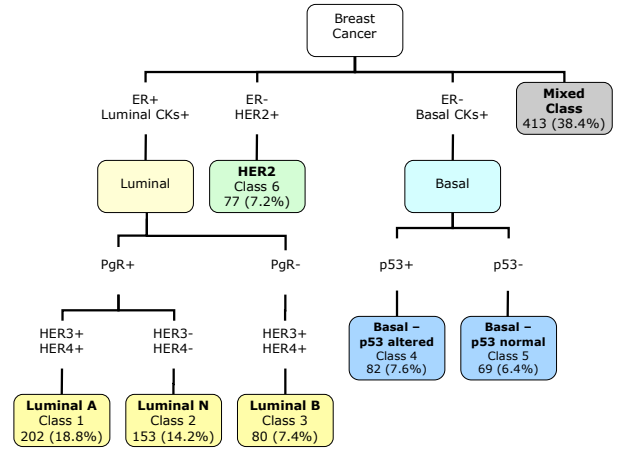 Breast
Cancer
ER+
Luminal CKs+
ER-
HER2+
ER-
Basal CKs+
Mixed
Class
413 (38.4%)
Luminal
HER2
Class 6
77 (7.2%)
Basal
PgR+
PgR-
p53+
p53-
HER3+
HER4+
HER3-
HER4-
HER3+
HER4+
Basal –
p53 altered
Class 4
82 (7.6%)
Basal –
p53 normal
Class 5
69 (6.4%)
Luminal A
Class 1
202 (18.8%)
Luminal N
Class 2
153 (14.2%)
Luminal B
Class 3
80 (7.4%)